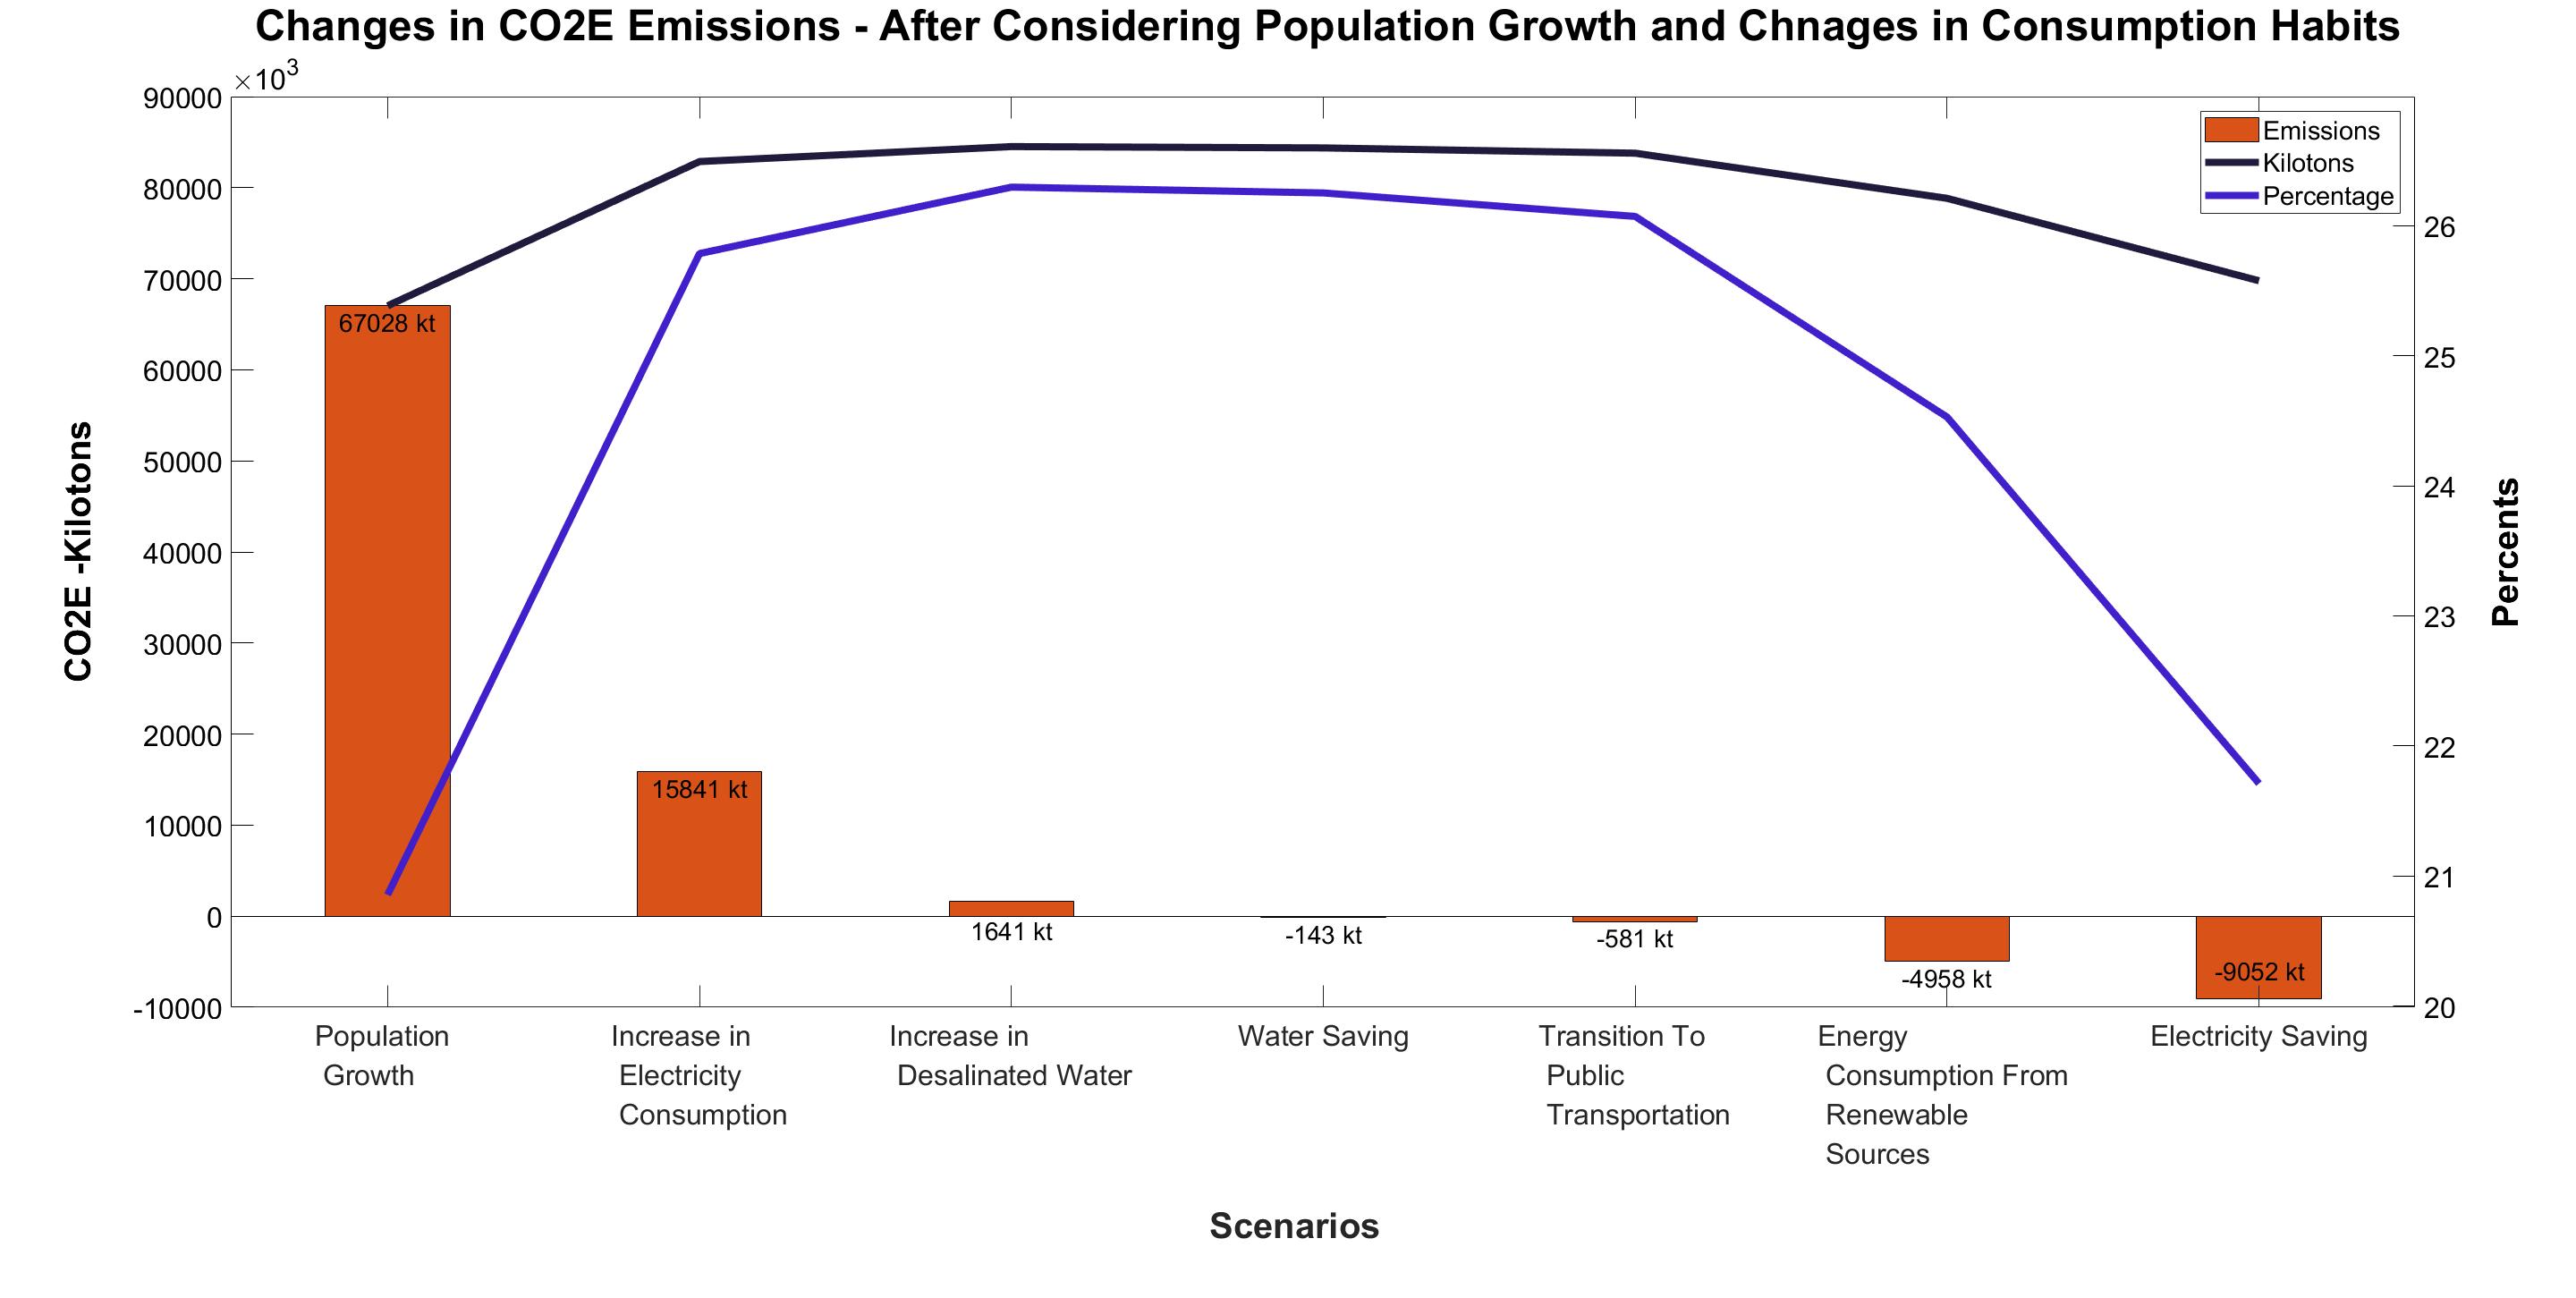 Changes in CO2E Emissions - After Considering Population Growth and Chnages in Consumption Habits
×10^3
90000
80000
70000
60000
50000
40000
30000
20000
10000
0
-10000
CO2E -Kilotons
Emissions
Kilotons
Percentage
26
25
24
23
22
21
20
Percents
67028 kt
15841 kt
1641 kt
-143 kt
-581 kt
-4958 kt
-9052 kt
Population
Growth
Increase in
Electricity
Consumption
Increase in
Desalinated Water
Water Saving
Transition To
Public
Transportation
Energy
Consumption From
Renewable
Sources
Electricity Saving
Scenarios